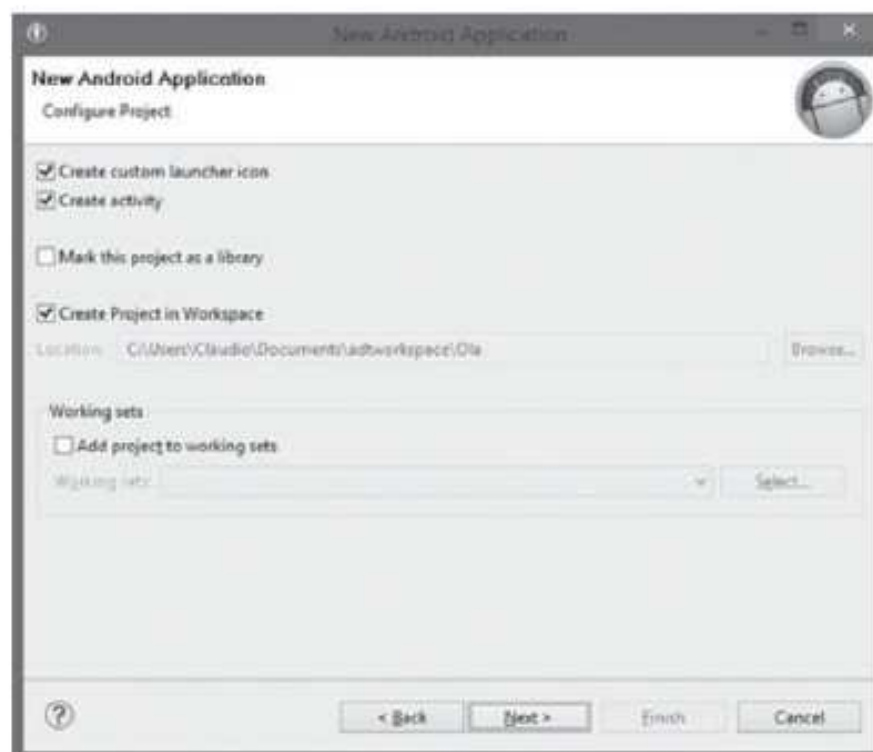 New Android Application
New Android Application
Configure Project
Create custom launcher icon
Create activity
Mark this project as a library
Create Project in Workspace
Location: C:\Users\Claudio\Documents\adtworkspace\Ola Browse...
Working sets
Add project to working sets
Working sets: Select...
? < Back Next > Finish Cancel